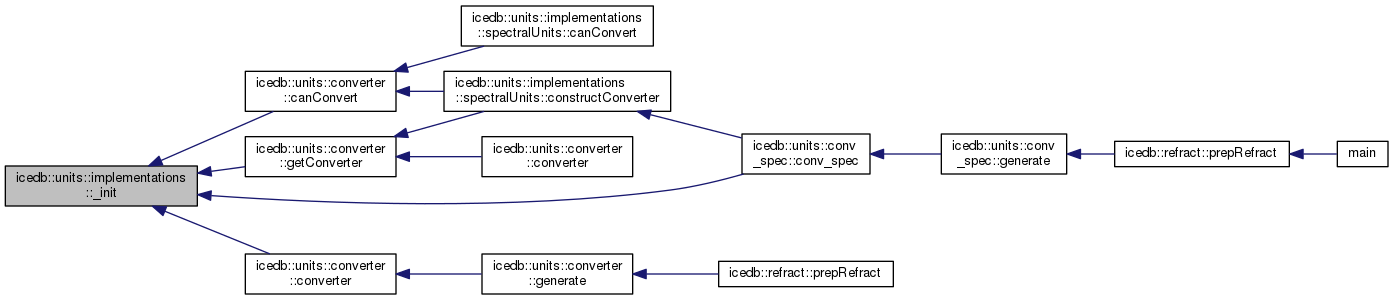 icedb::units::implementations
::spectralUnits::canConvert
icedb::units::converter
::canConvert
icedb::units::implementations
::spectralUnits::constructConverter
icedb::units::converter
::getConverter
icedb::units::converter
::converter
icedb::units::conv
_spec::conv_spec
icedb::units::conv
_spec::generate
icedb::refract::prepRefract
main
icedb::units::implementations
::_init
icedb::units::converter
::converter
icedb::units::converter
::generate
icedb::refract::prepRefract